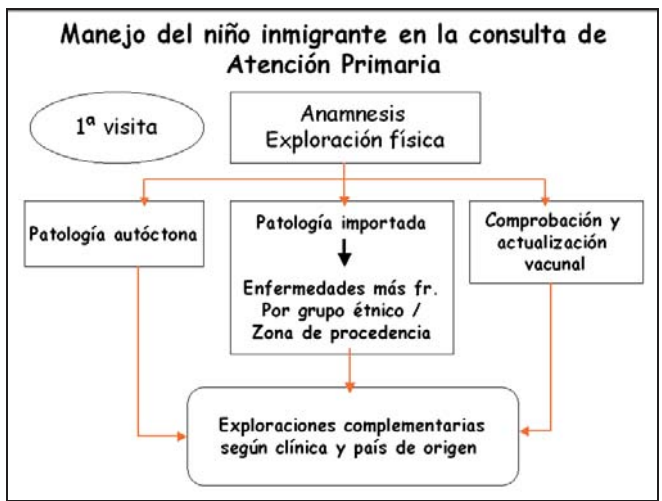 Manejo del niño inmigrante en la consulta de
Atención Primaria
1ª visita
Anamnesis
Exploración física
Patología autóctona
Patología importada
Enfermedades más fr.
Por grupo étnico /
Zona de procedencia
Comprobación y
actualización
vacunal
Exploraciones complementarias
según clínica y país de origen